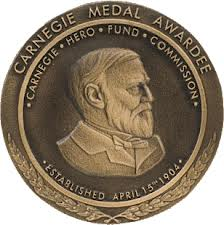 CARNEGIE MEDAL AWARDEE
• CARNEGIE • HERO • FUND • COMMISSION •
• ESTABLISHED APRIL 15TH 1904 •